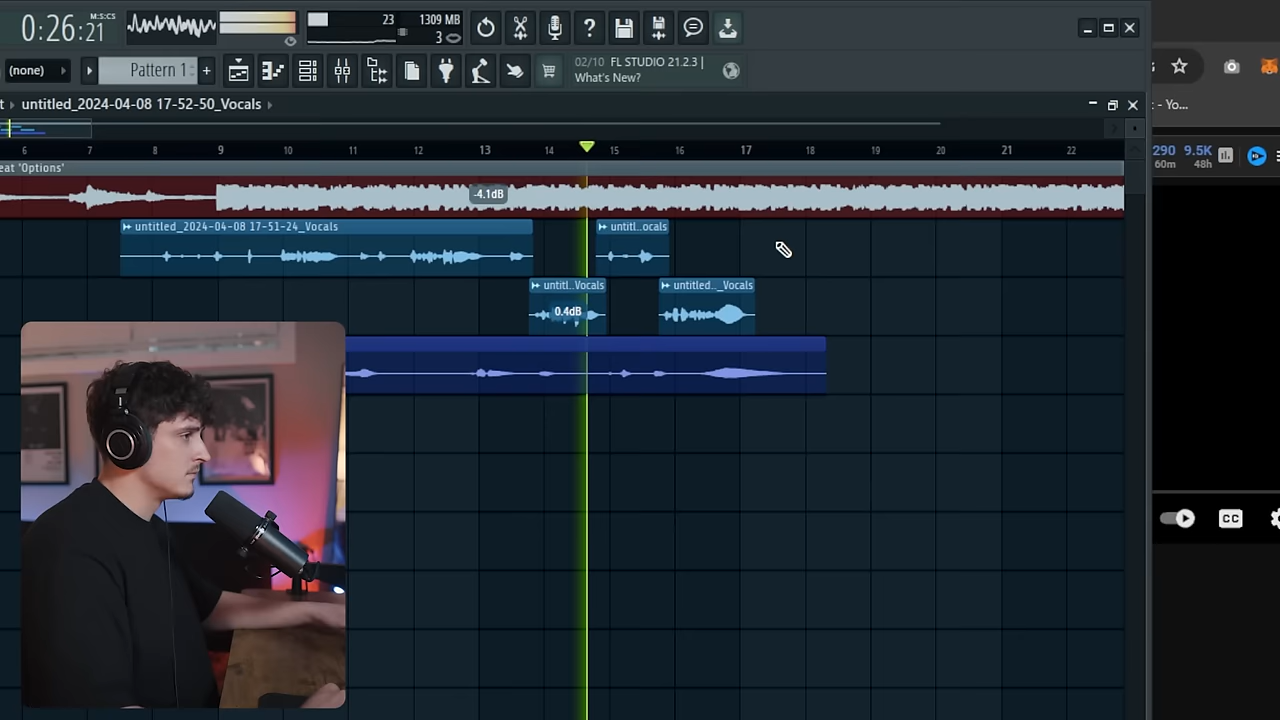 0:26:21
M:S:CS
23
1309 MB
3
(none)
Pattern 1
02/10 FL STUDIO 21.2.3 |
What's New?
untitled_2024-04-08 17-52-50_Vocals
- Yo...
290 9.5K
60m 48h
6 7 8 9 10 11 12 13 14 15 16 17 18 19 20 21 22
eat 'Options'
-4.1dB
untitled_2024-04-08 17-51-24_Vocals
untitl..ocals
untitl..Vocals
untitled.._Vocals
0.4dB
CC